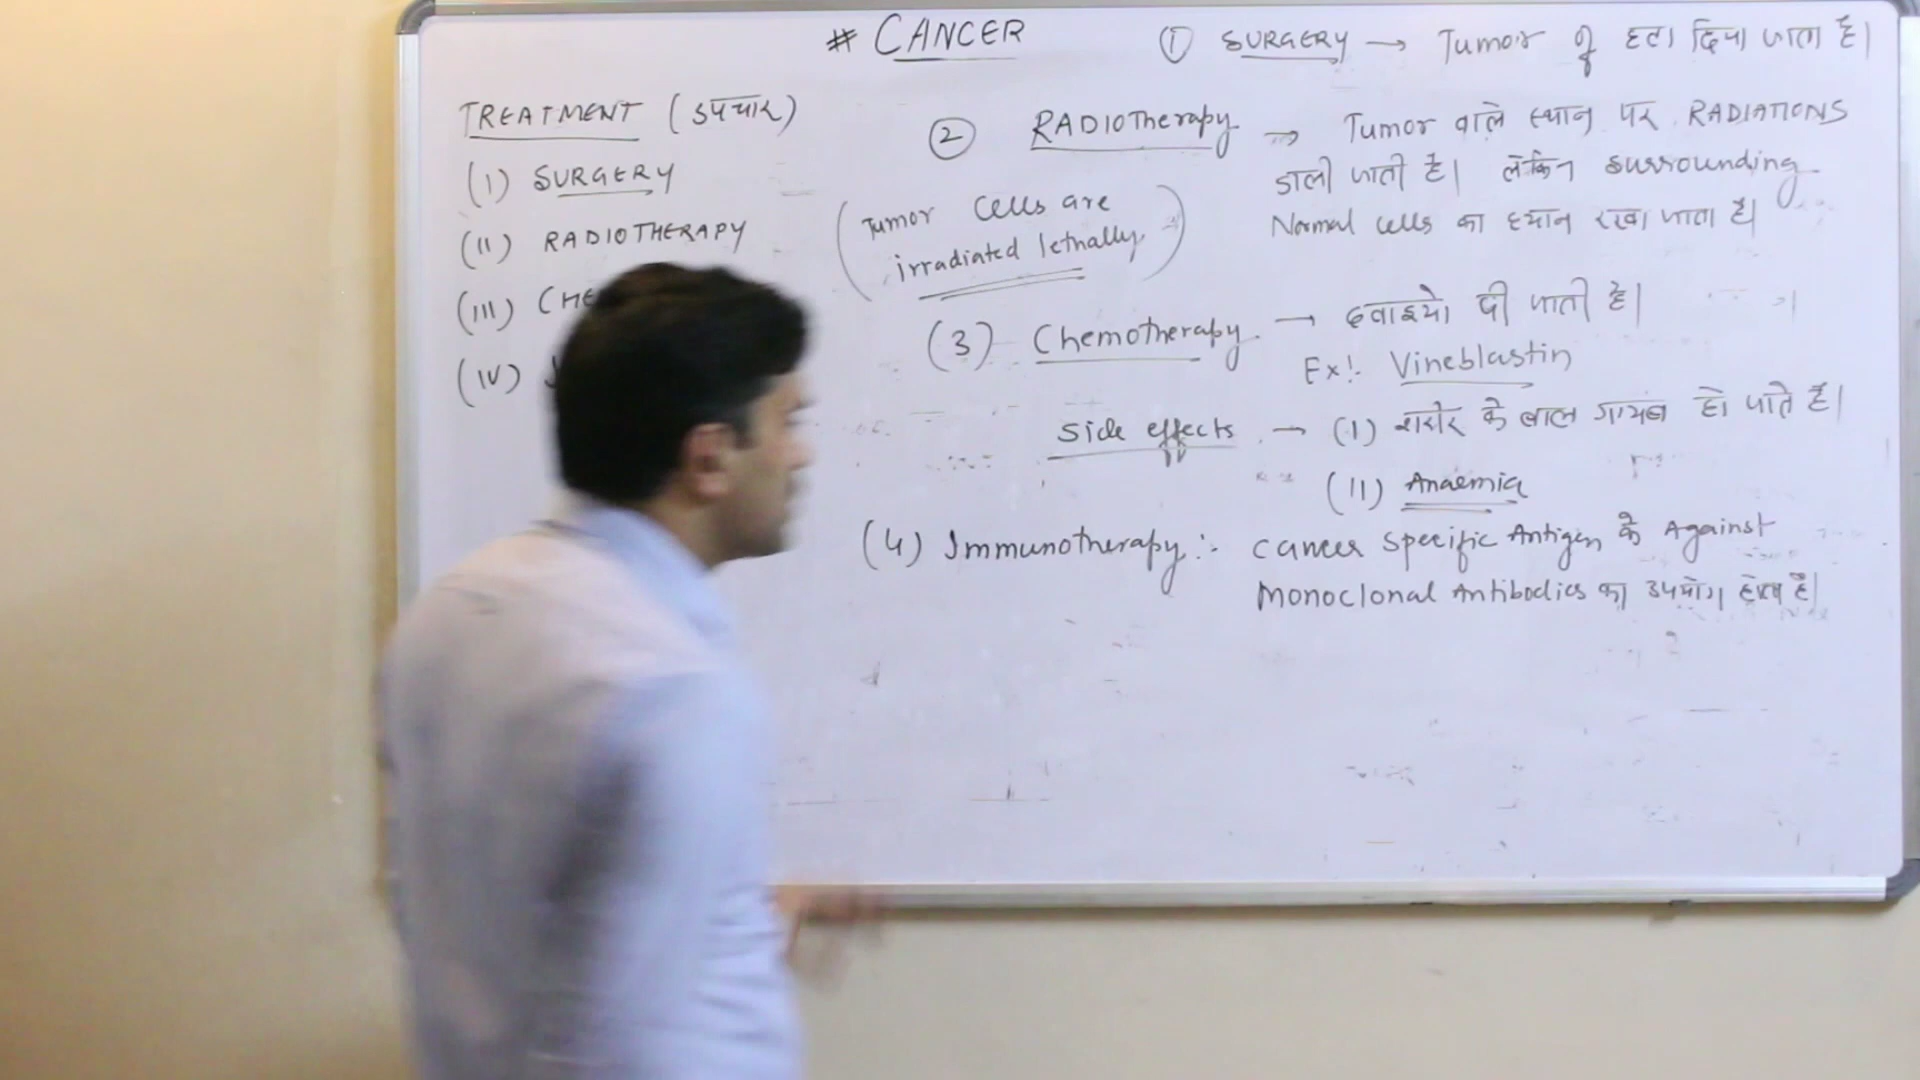 # CANCER
TREATMENT (उपचार)
(I) SURGERY
(II) RADIOTHERAPY
(III) CHE
(IV)
① SURGERY → Tumor को हटा दिया जाता है।
② RADIOTherapy → Tumor वाले स्थान पर RADIATIONS
डाली जाती है। लेकिन surrounding
Normal cells का ध्यान रखा जाता है।
(Tumor cells are
irradiated lethally)
(3) Chemotherapy → दवाइयो दी जाती है।
Ex:- Vineblastin
Side effects → (I) शरीर के बाल गायब हो जाते हैं।
(II) Anaemia
(4) Immunotherapy :- Cancer Specific Antigen के Against
Monoclonal Antibodies का उपयोग है।